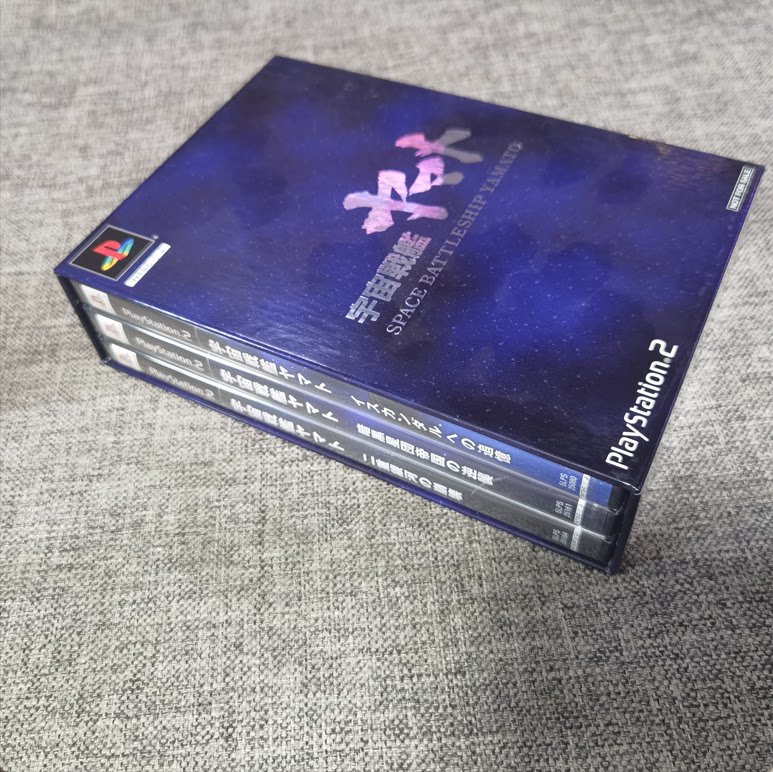 宇宙戦艦
ヤマト
SPACE BATTLESHIP YAMATO
NOT FOR SALE
PlayStation®2
PlayStation 2 宇宙戦艦ヤマト イスカンダルへの追憶
PlayStation 2 宇宙戦艦ヤマト 暗黒星団帝国の逆襲
PlayStation 2 宇宙戦艦ヤマト 二重銀河の崩壊
SLPS
SLPS
SLPS